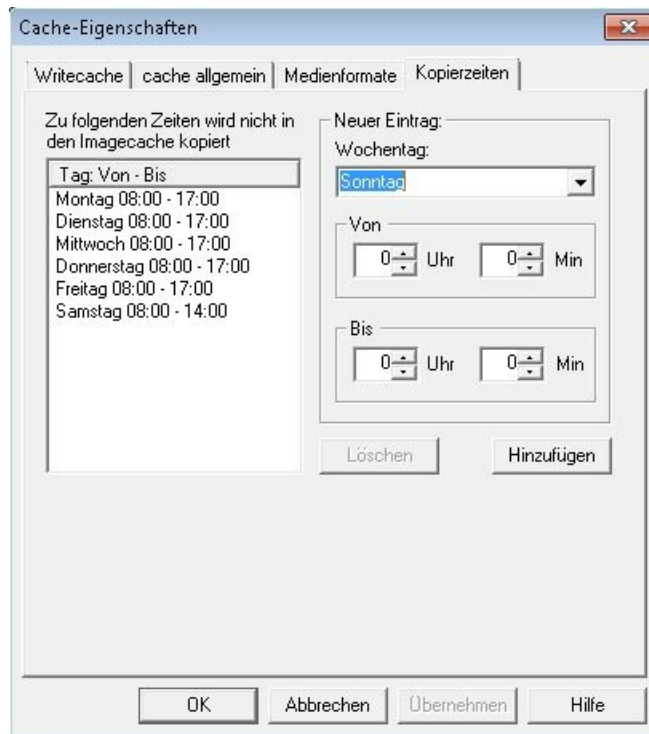 Cache-Eigenschaften
Writecache cache allgemein Medienformate Kopierzeiten
Zu folgenden Zeiten wird nicht in
den Imagecache kopiert
Tag: Von - Bis
Montag 08:00 - 17:00
Dienstag 08:00 - 17:00
Mittwoch 08:00 - 17:00
Donnerstag 08:00 - 17:00
Freitag 08:00 - 17:00
Samstag 08:00 - 14:00
Neuer Eintrag:
Wochentag:
Sonntag
Von
0 Uhr 0 Min
Bis
0 Uhr 0 Min
Löschen Hinzufügen
OK Abbrechen Übernehmen Hilfe